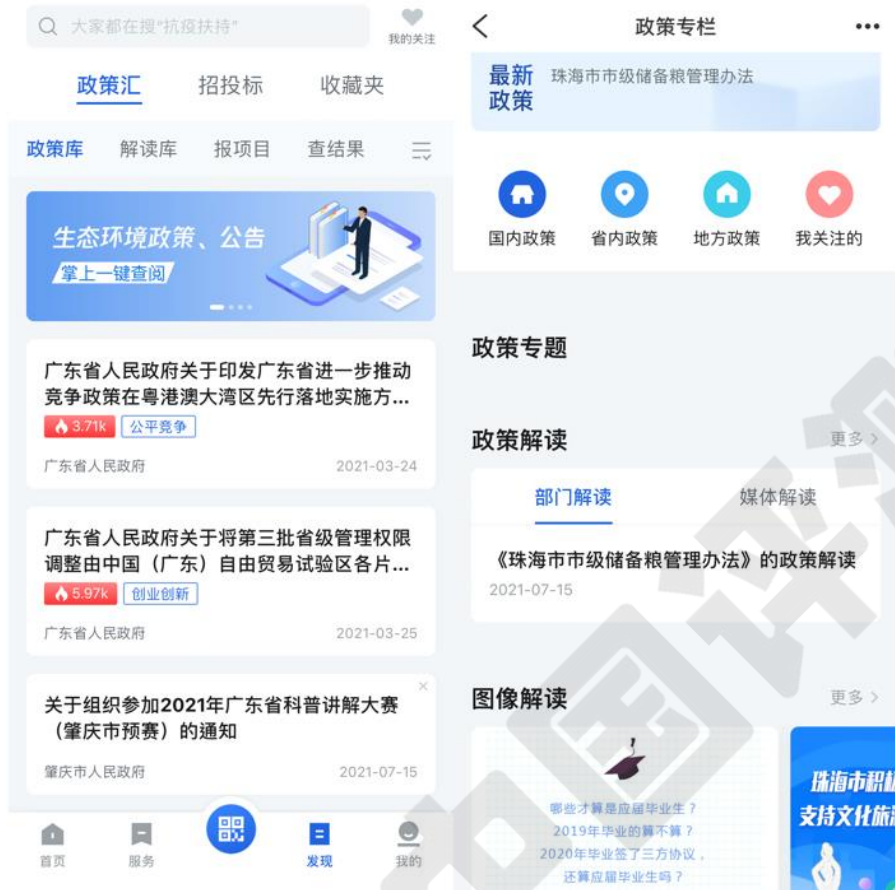 大家都在搜"抗疫扶持"
我的关注
政策汇 招投标 收藏夹
政策库 解读库 报项目 查结果
生态环境政策、公告
掌上一键查阅
广东省人民政府关于印发广东省进一步推动
竞争政策在粤港澳大湾区先行落地实施方...
3.71k 公平竞争
广东省人民政府 2021-03-24
广东省人民政府关于将第三批省级管理权限
调整由中国（广东）自由贸易试验区各片...
5.97k 创业创新
广东省人民政府 2021-03-25
关于组织参加2021年广东省科普讲解大赛
（肇庆市预赛）的通知
肇庆市人民政府 2021-07-15
首页 服务 发现 我的
政策专栏
最新
政策
珠海市市级储备粮管理办法
国内政策 省内政策 地方政策 我关注的
政策专题
政策解读 更多
部门解读 媒体解读
《珠海市市级储备粮管理办法》的政策解读
2021-07-15
图像解读 更多
哪些才算是应届毕业生？
2019年毕业的算不算？
2020年毕业签了三方协议，
还算应届毕业生吗？
珠海市积
支持文化旅
中国评测